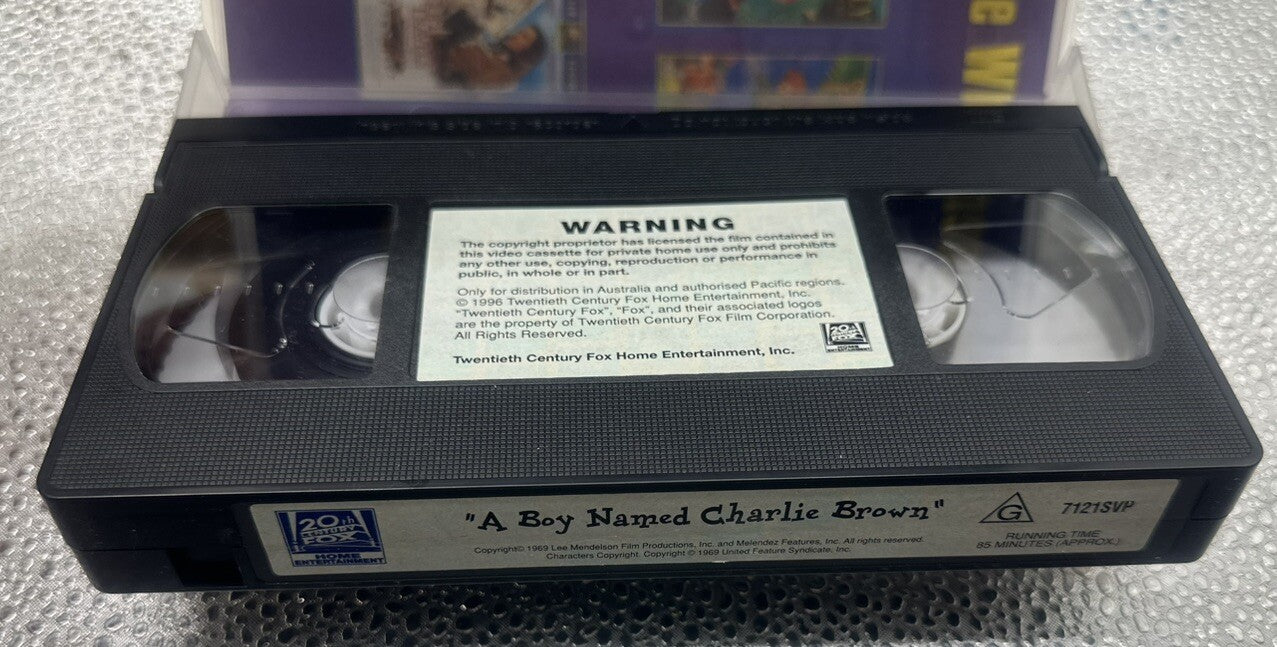 WARNING
The copyright proprietor has licensed the film contained in
this video cassette for private home use only and prohibits
any other use, copying, reproduction or performance in
public, in whole or in part.
Only for distribution in Australia and authorised Pacific regions.
© 1996 Twentieth Century Fox Home Entertainment, Inc.
"Twentieth Century Fox", "Fox", and their associated logos
are the property of Twentieth Century Fox Film Corporation.
All Rights Reserved.
Twentieth Century Fox Home Entertainment, Inc.
20th
CENTURY
FOX
HOME
ENTERTAINMENT
20th
CENTURY
FOX
HOME
ENTERTAINMENT
"A Boy Named Charlie Brown"
Copyright© 1969 Lee Mendelson Film Productions, Inc. and Melendez Features, Inc. All rights reserved.
Characters Copyright. Copyright © 1969 United Feature Syndicate, Inc.
G
7121SVP
RUNNING TIME
85 MINUTES (APPROX.)